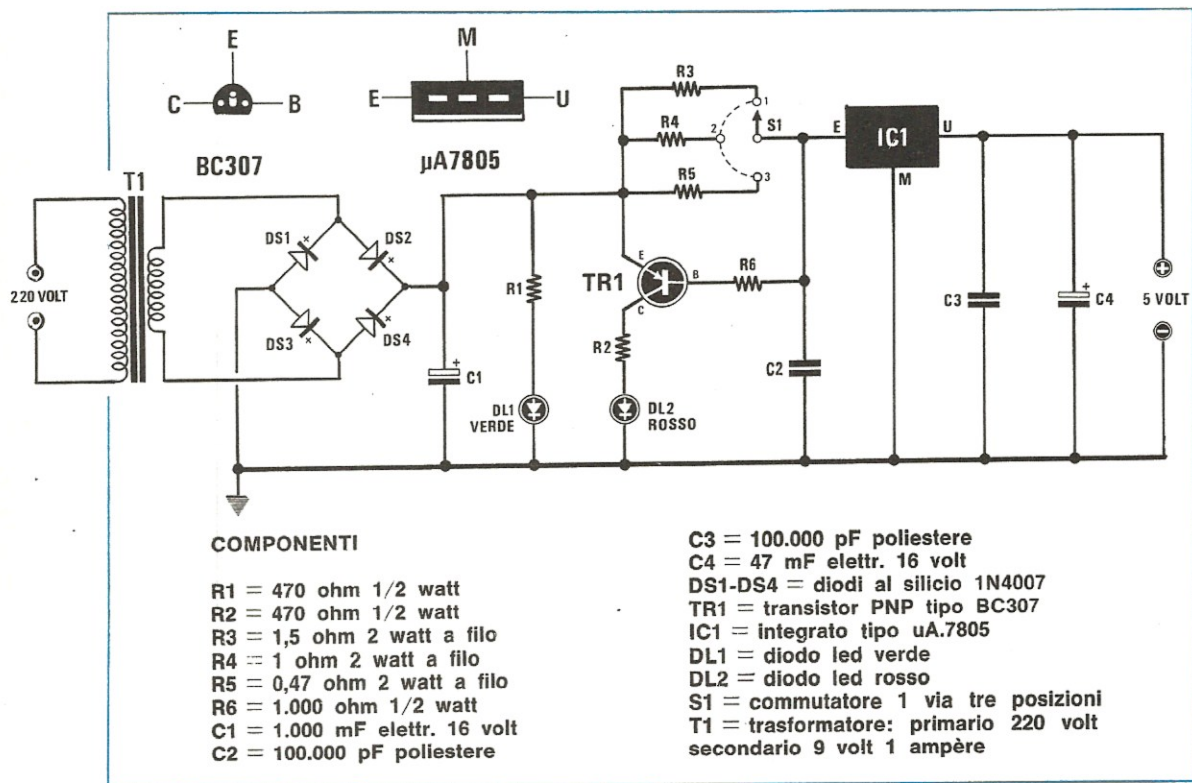 E
C
B
BC307
M
E
U
µA7805
T1
220 VOLT
DS1
DS2
DS3
DS4
C1
R1
DL1
VERDE
R3
R4
R5
1
2
3
S1
TR1
E
B
C
R6
R2
DL2
ROSSO
C2
E
IC1
U
M
C3
C4
5 VOLT
COMPONENTI
R1 = 470 ohm 1/2 watt
R2 = 470 ohm 1/2 watt
R3 = 1,5 ohm 2 watt a filo
R4 = 1 ohm 2 watt a filo
R5 = 0,47 ohm 2 watt a filo
R6 = 1.000 ohm 1/2 watt
C1 = 1.000 mF elettr. 16 volt
C2 = 100.000 pF poliestere
C3 = 100.000 pF poliestere
C4 = 47 mF elettr. 16 volt
DS1-DS4 = diodi al silicio 1N4007
TR1 = transistor PNP tipo BC307
IC1 = integrato tipo uA.7805
DL1 = diodo led verde
DL2 = diodo led rosso
S1 = commutatore 1 via tre posizioni
T1 = trasformatore: primario 220 volt
secondario 9 volt 1 ampère